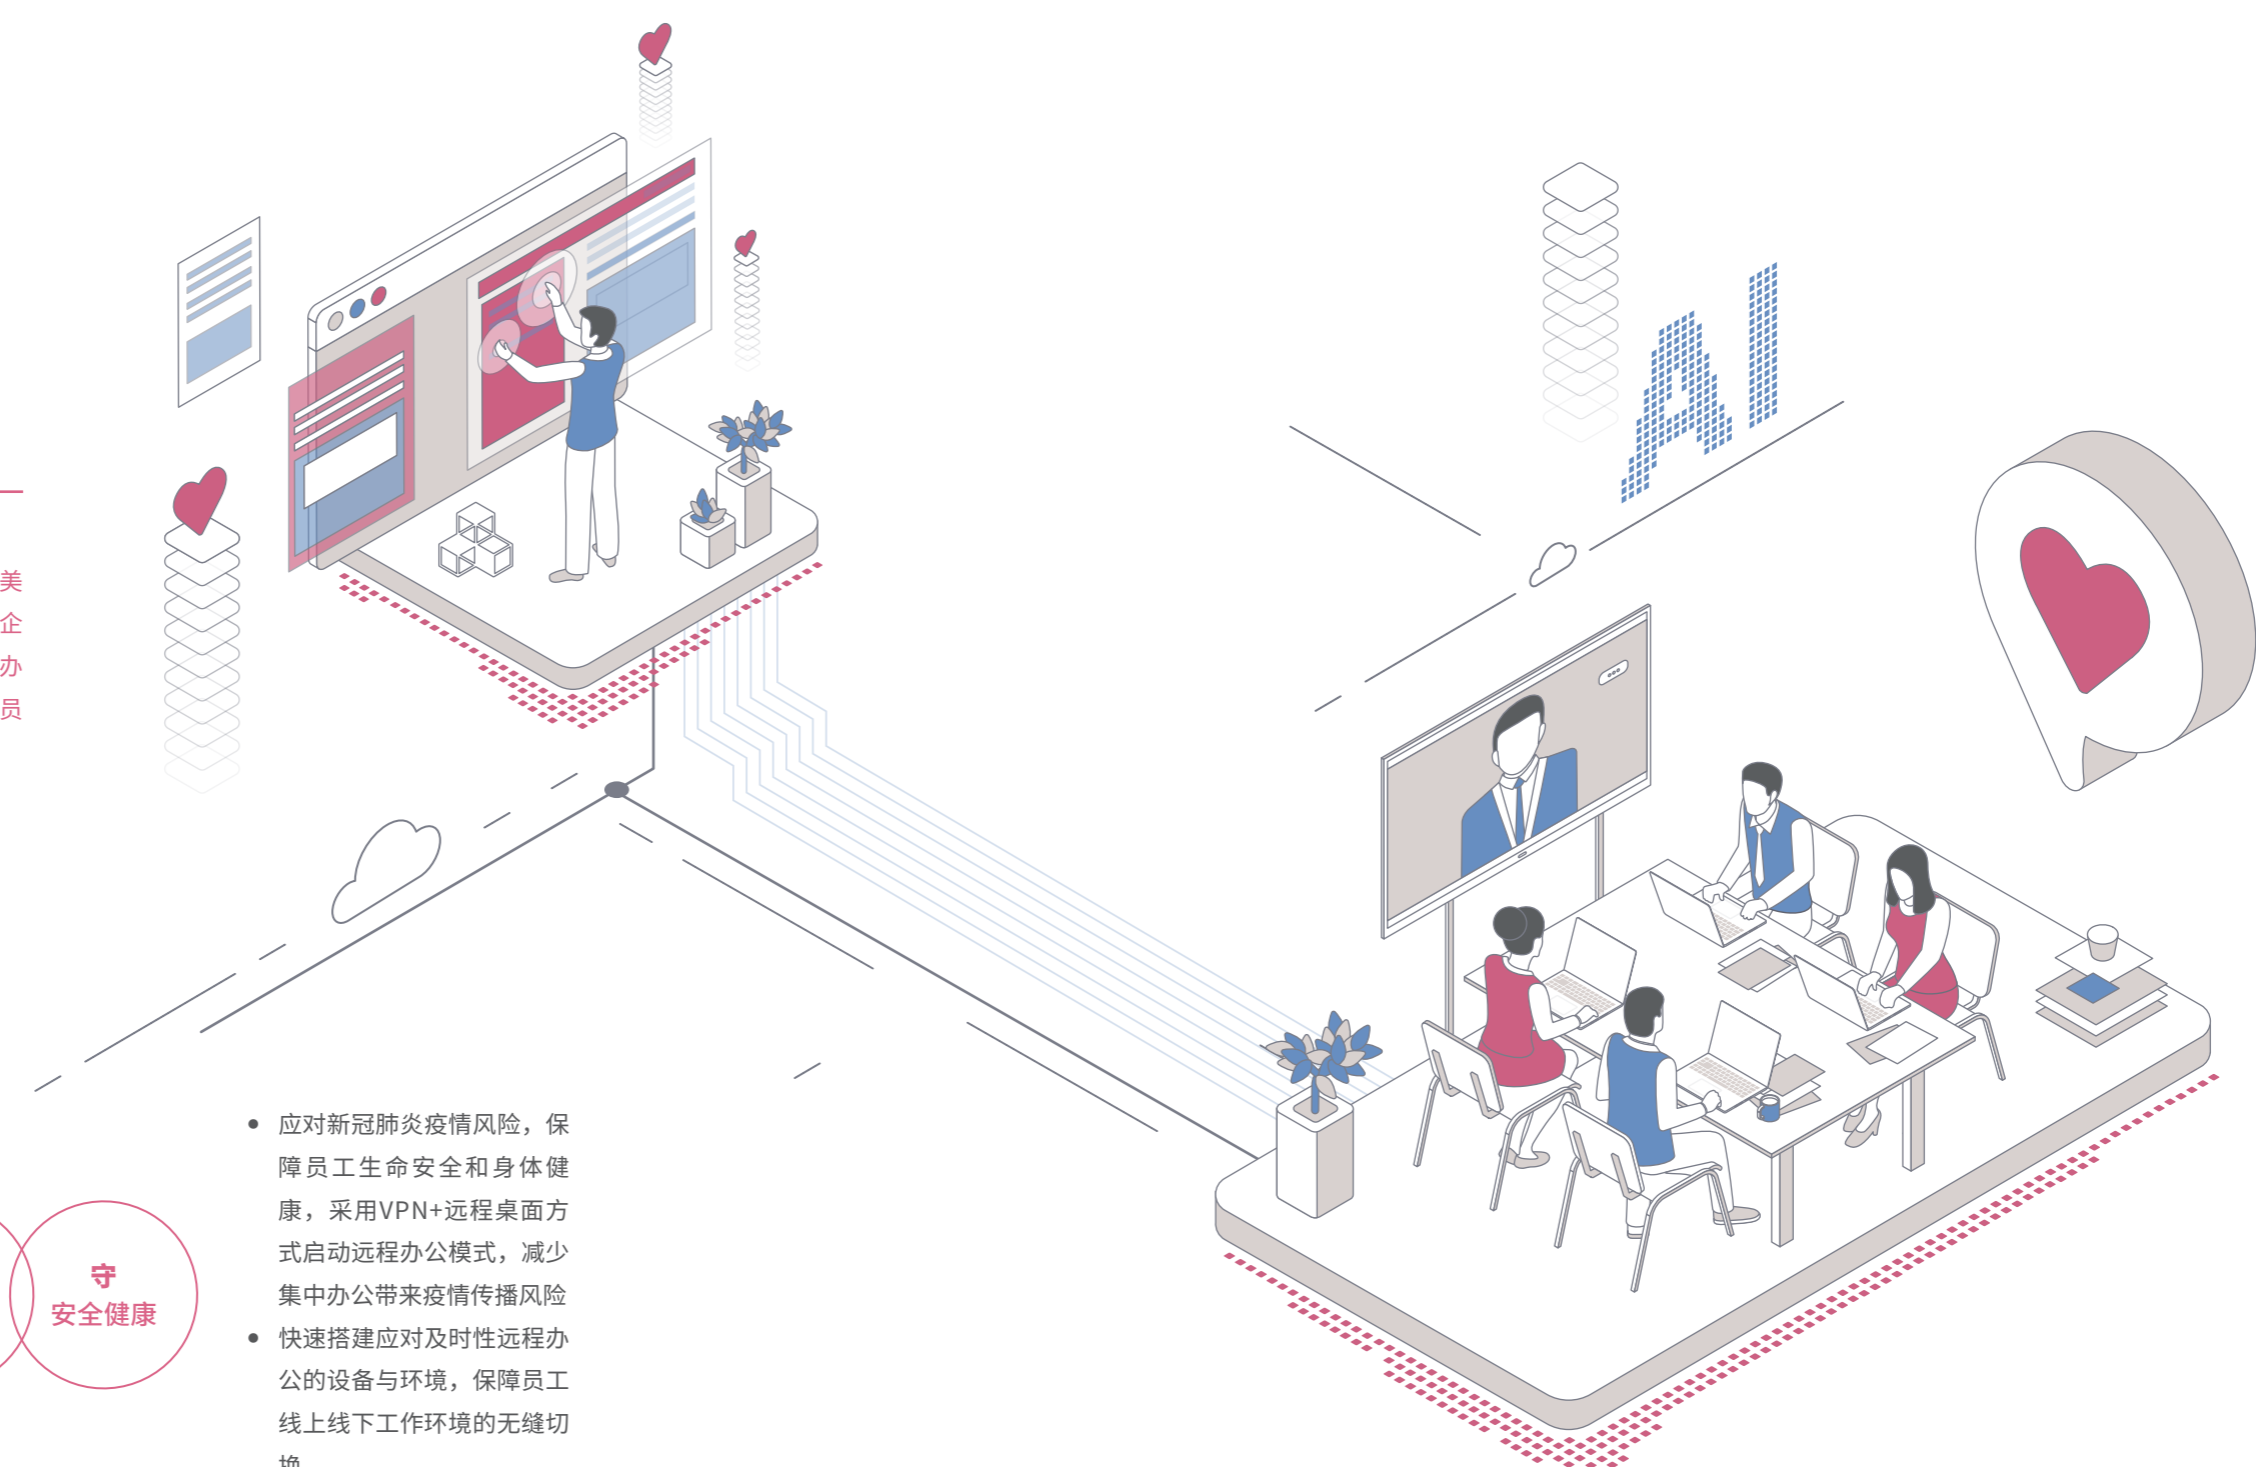 AI
美
企
办
员
守
安全健康
应对新冠肺炎疫情风险，保
障员工生命安全和身体健
康，采用VPN+远程桌面方
式启动远程办公模式，减少
集中办公带来疫情传播风险
快速搭建应对及时性远程办
公的设备与环境，保障员工
线上线下工作环境的无缝切
换